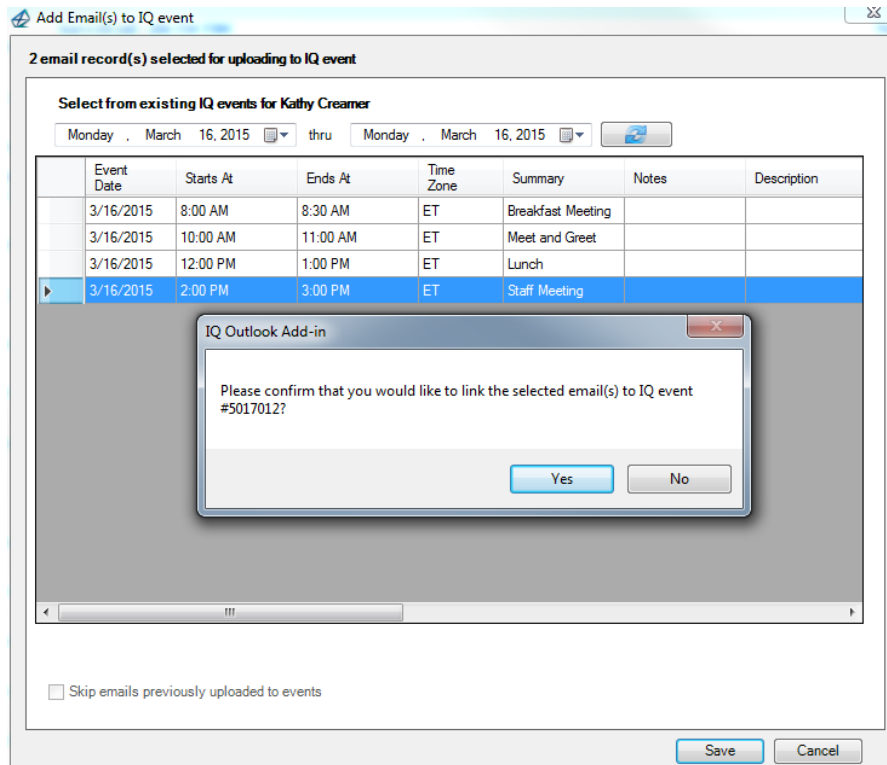 Add Email(s) to IQ event
2 email record(s) selected for uploading to IQ event
Select from existing IQ events for Kathy Creamer
Monday , March 16, 2015 thru Monday , March 16, 2015
Event Date Starts At Ends At Time Zone Summary Notes Description
3/16/2015 8:00 AM 8:30 AM ET Breakfast Meeting
3/16/2015 10:00 AM 11:00 AM ET Meet and Greet
3/16/2015 12:00 PM 1:00 PM ET Lunch
3/16/2015 2:00 PM 3:00 PM ET Staff Meeting
IQ Outlook Add-in
Please confirm that you would like to link the selected email(s) to IQ event
#5017012?
Yes No
Skip emails previously uploaded to events
Save Cancel